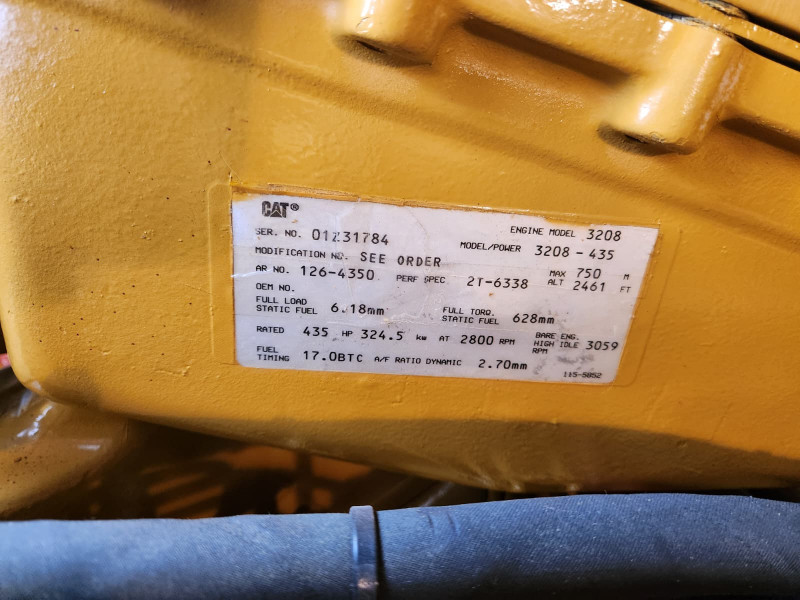 CAT®
ENGINE MODEL 3208
SER. NO. 01Z31784
MODEL/POWER 3208-435
MODIFICATION NO. SEE ORDER
AR NO. 126-4350 PERF SPEC 2T-6338 MAX ALT 750 M 2461 FT
OEM NO.
FULL LOAD STATIC FUEL 6.18mm FULL TORQ. STATIC FUEL 628mm
RATED 435 HP 324.5 kw AT 2800 RPM BARE ENG. HIGH IDLE RPM 3059
FUEL TIMING 17.0BTC A/F RATIO DYNAMIC 2.70mm
115-5852